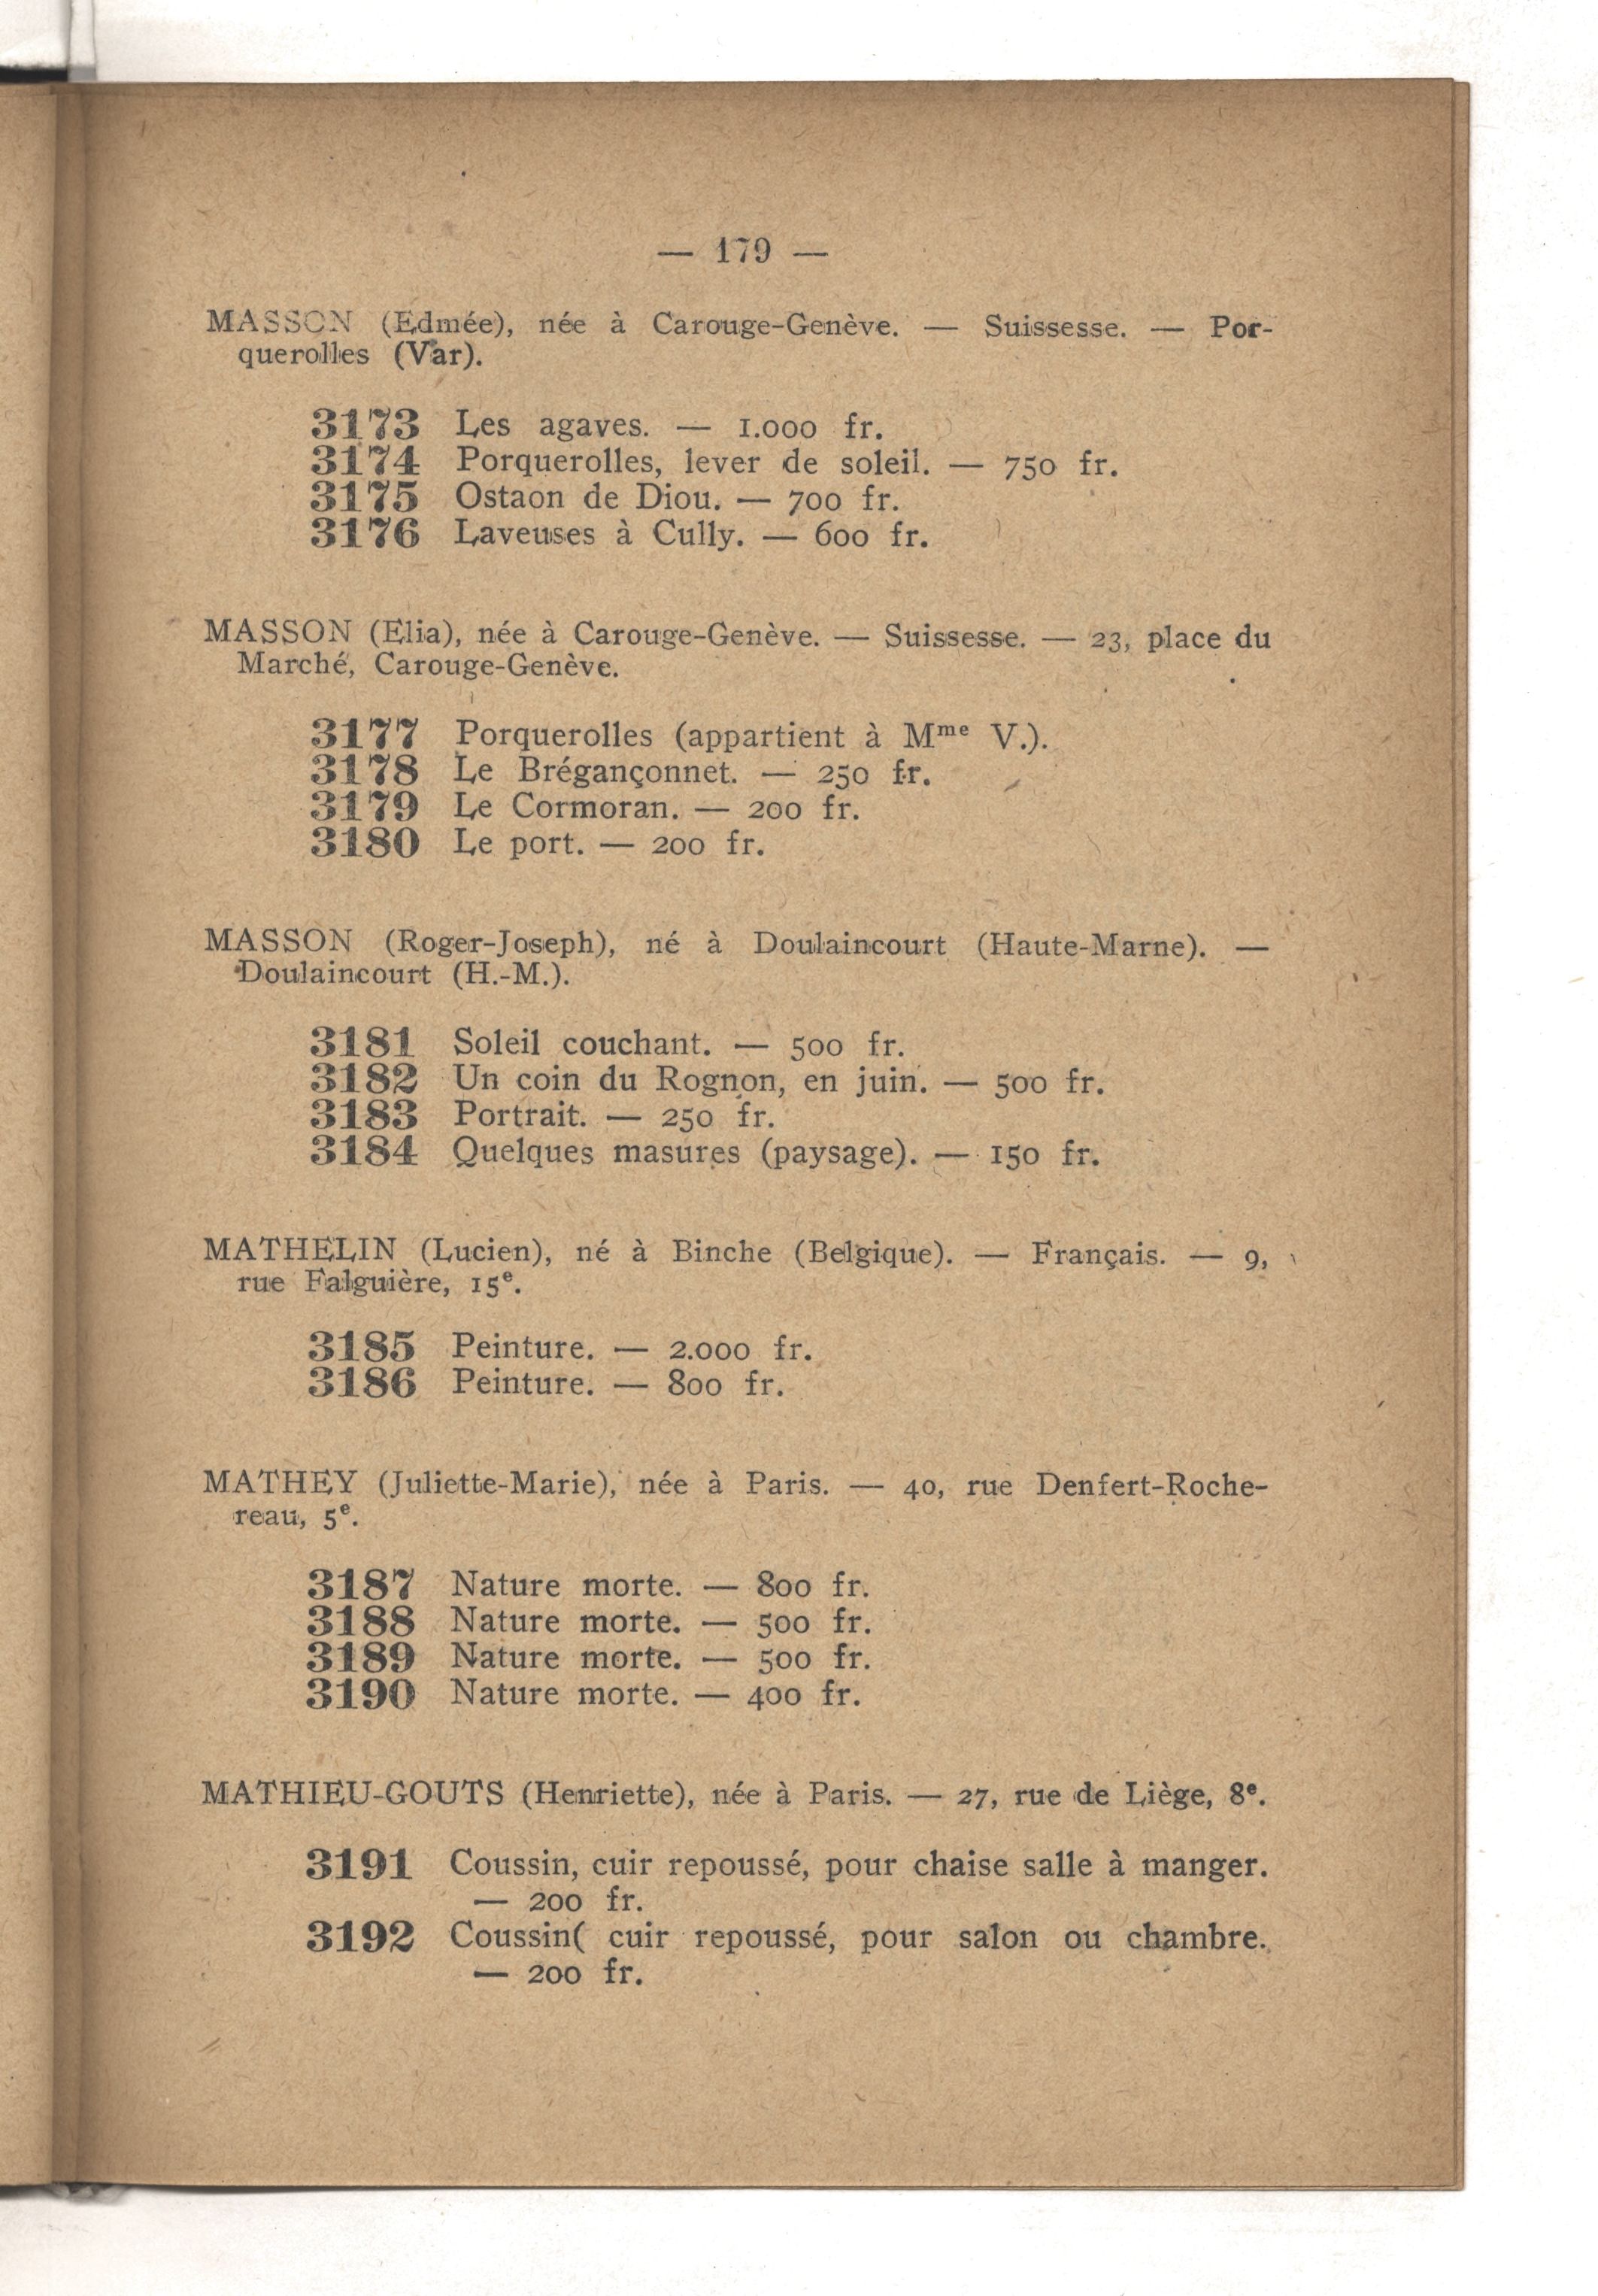 — 179 —
MASSON (Edmée), née à Carouge-Genève. — Suissesse. — Por-
querolles (Var).
3173 Les agaves. — 1.000 fr.
3174 Porquerolles, lever de soleil. — 750 fr.
3175 Ostaon de Diou. — 700 fr.
3176 Laveuses à Cully. — 600 fr.
MASSON (Elia), née à Carouge-Genève. — Suissesse. — 23, place du
Marché, Carouge-Genève.
3177 Porquerolles (appartient à Mme V.).
3178 Le Brégançonnet. — 250 fr.
3179 Le Cormoran. — 200 fr.
3180 Le port. — 200 fr.
MASSON (Roger-Joseph), né à Doulaincourt (Haute-Marne). —
Doulaincourt (H.-M.).
3181 Soleil couchant. — 500 fr.
3182 Un coin du Rognon, en juin. — 500 fr.
3183 Portrait. — 250 fr.
3184 Quelques masures (paysage). — 150 fr.
MATHELIN (Lucien), né à Binche (Belgique). — Français. — 9,
rue Falguière, 15e.
3185 Peinture. — 2.000 fr.
3186 Peinture. — 800 fr.
MATHEY (Juliette-Marie), née à Paris. — 40, rue Denfert-Roche-
reau, 5e.
3187 Nature morte. — 800 fr.
3188 Nature morte. — 500 fr.
3189 Nature morte. — 500 fr.
3190 Nature morte. — 400 fr.
MATHIEU-GOUTS (Henriette), née à Paris. — 27, rue de Liège, 8e.
3191 Coussin, cuir repoussé, pour chaise salle à manger.
— 200 fr.
3192 Coussin( cuir repoussé, pour salon ou chambre.
— 200 fr.